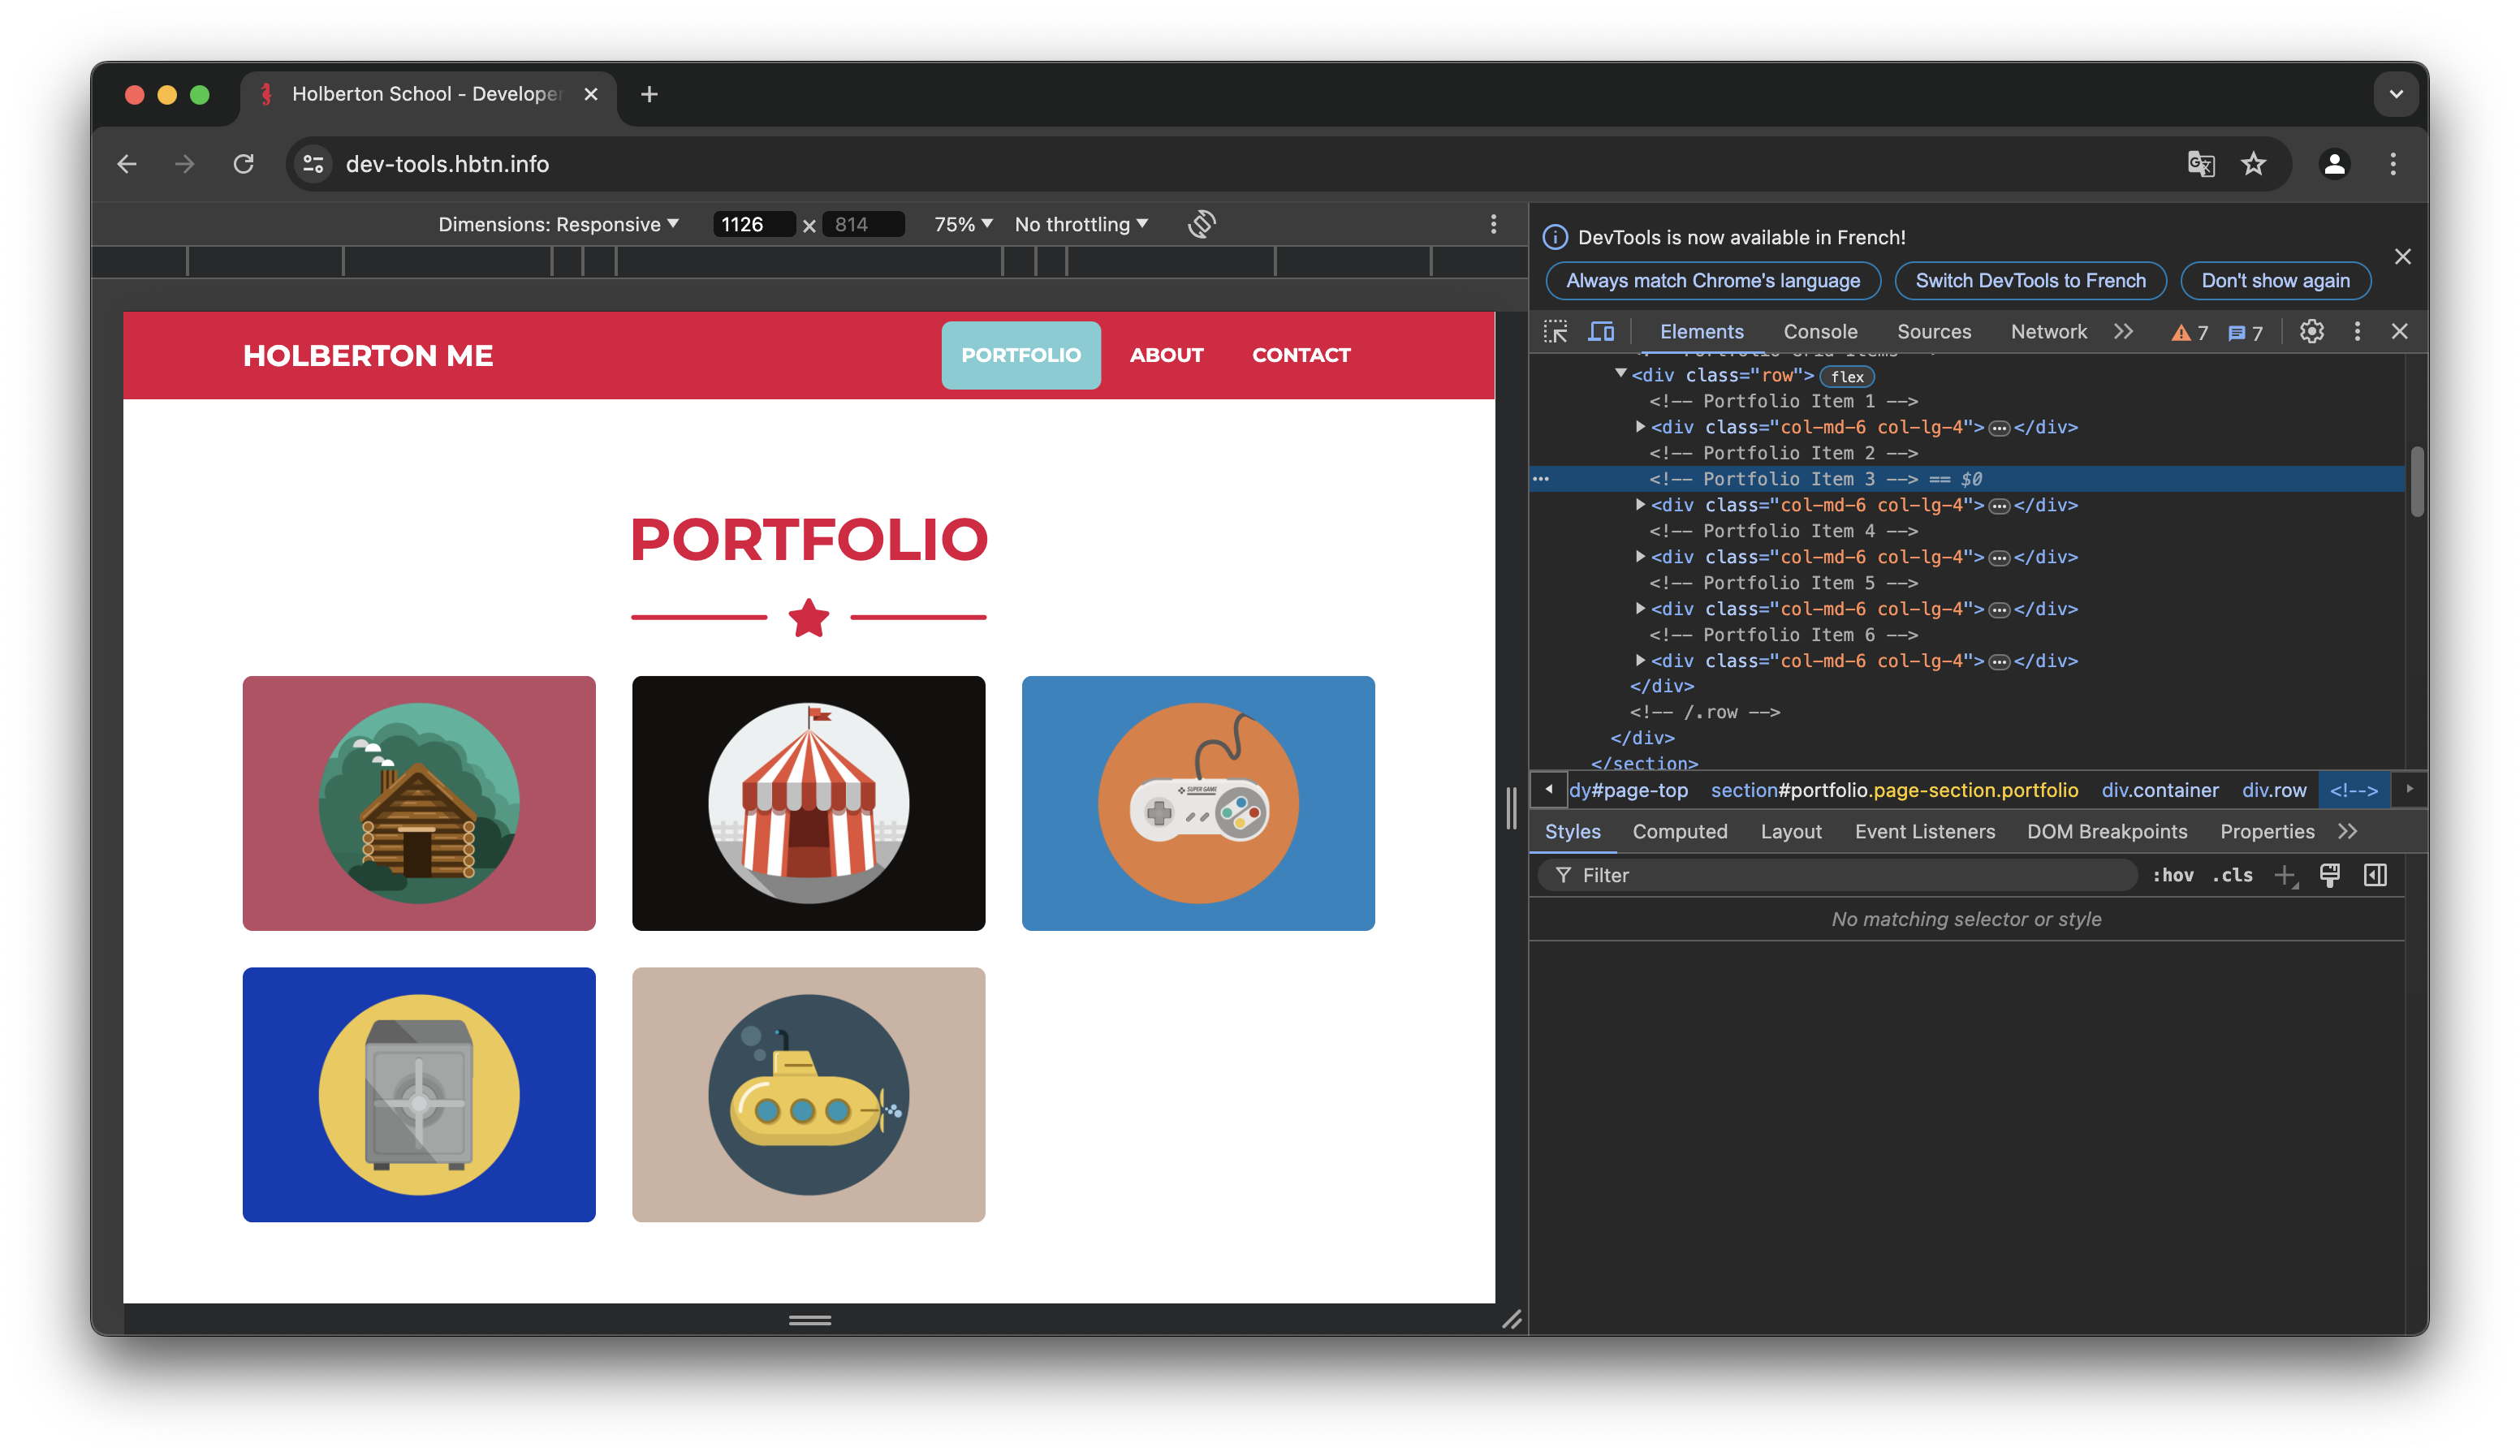 Holberton School - Developer
dev-tools.hbtn.info
Dimensions: Responsive 1126 × 814 75% No throttling
HOLBERTON ME
PORTFOLIO
ABOUT
CONTACT
PORTFOLIO
SUPER GAME
DevTools is now available in French!
Always match Chrome's language
Switch DevTools to French
Don't show again
Elements Console Sources Network 7 7
<div class="row"> flex
<!-- Portfolio Item 1 -->
<div class="col-md-6 col-lg-4">…</div>
<!-- Portfolio Item 2 -->
<!-- Portfolio Item 3 --> == $0
<div class="col-md-6 col-lg-4">…</div>
<!-- Portfolio Item 4 -->
<div class="col-md-6 col-lg-4">…</div>
<!-- Portfolio Item 5 -->
<div class="col-md-6 col-lg-4">…</div>
<!-- Portfolio Item 6 -->
<div class="col-md-6 col-lg-4">…</div>
</div>
<!-- /.row -->
</div>
</section>
dy#page-top section#portfolio.page-section.portfolio div.container div.row <!-->
Styles Computed Layout Event Listeners DOM Breakpoints Properties
Filter :hov .cls
No matching selector or style